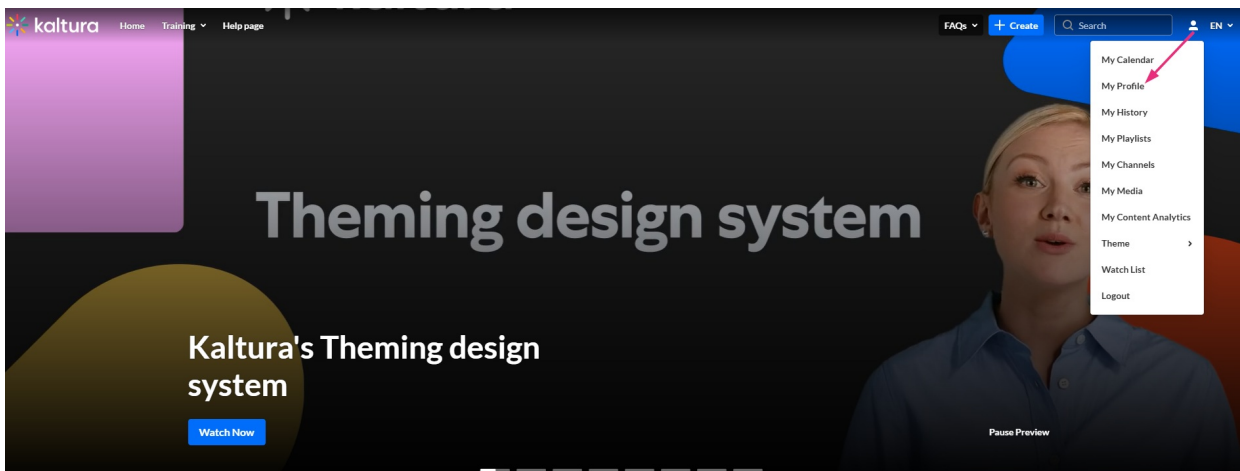 kaltura Home Training Help page FAQs + Create Search EN
My Calendar
My Profile
My History
My Playlists
My Channels
My Media
My Content Analytics
Theme
Watch List
Logout
Theming design system
Kaltura's Theming design
system
Watch Now
Pause Preview